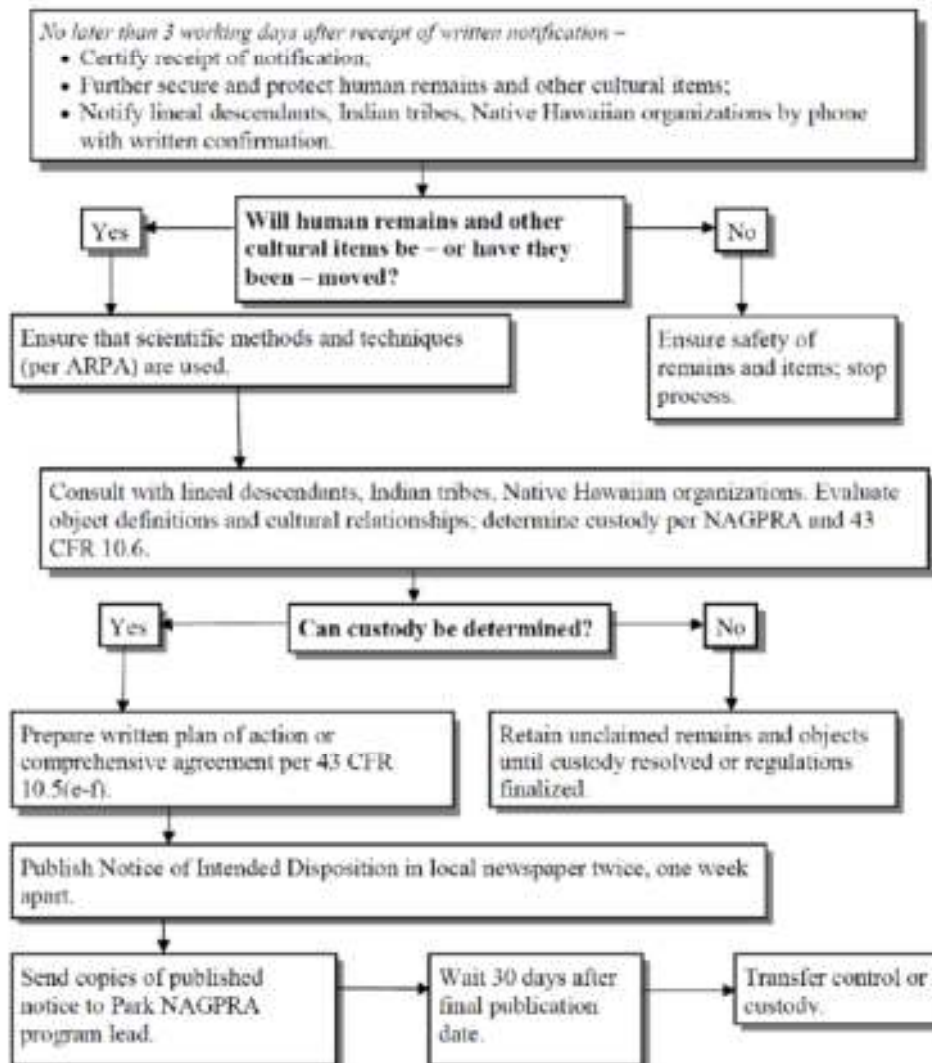 No later than 3 working days after receipt of written notification –
• Certify receipt of notification;
• Further secure and protect human remains and other cultural items;
• Notify lineal descendants, Indian tribes, Native Hawaiian organizations by phone
with written confirmation.
Yes
Will human remains and other
cultural items be – or have they
been – moved?
No
Ensure that scientific methods and techniques
(per ARPA) are used.
Ensure safety of
remains and items; stop
process.
Consult with lineal descendants, Indian tribes, Native Hawaiian organizations. Evaluate
object definitions and cultural relationships; determine custody per NAGPRA and 43
CFR 10.6.
Yes
Can custody be determined?
No
Prepare written plan of action or
comprehensive agreement per 43 CFR
10.5(e-f).
Retain unclaimed remains and objects
until custody resolved or regulations
finalized.
Publish Notice of Intended Disposition in local newspaper twice, one week
apart.
Send copies of published
notice to Park NAGPRA
program lead.
Wait 30 days after
final publication
date.
Transfer control or
custody.